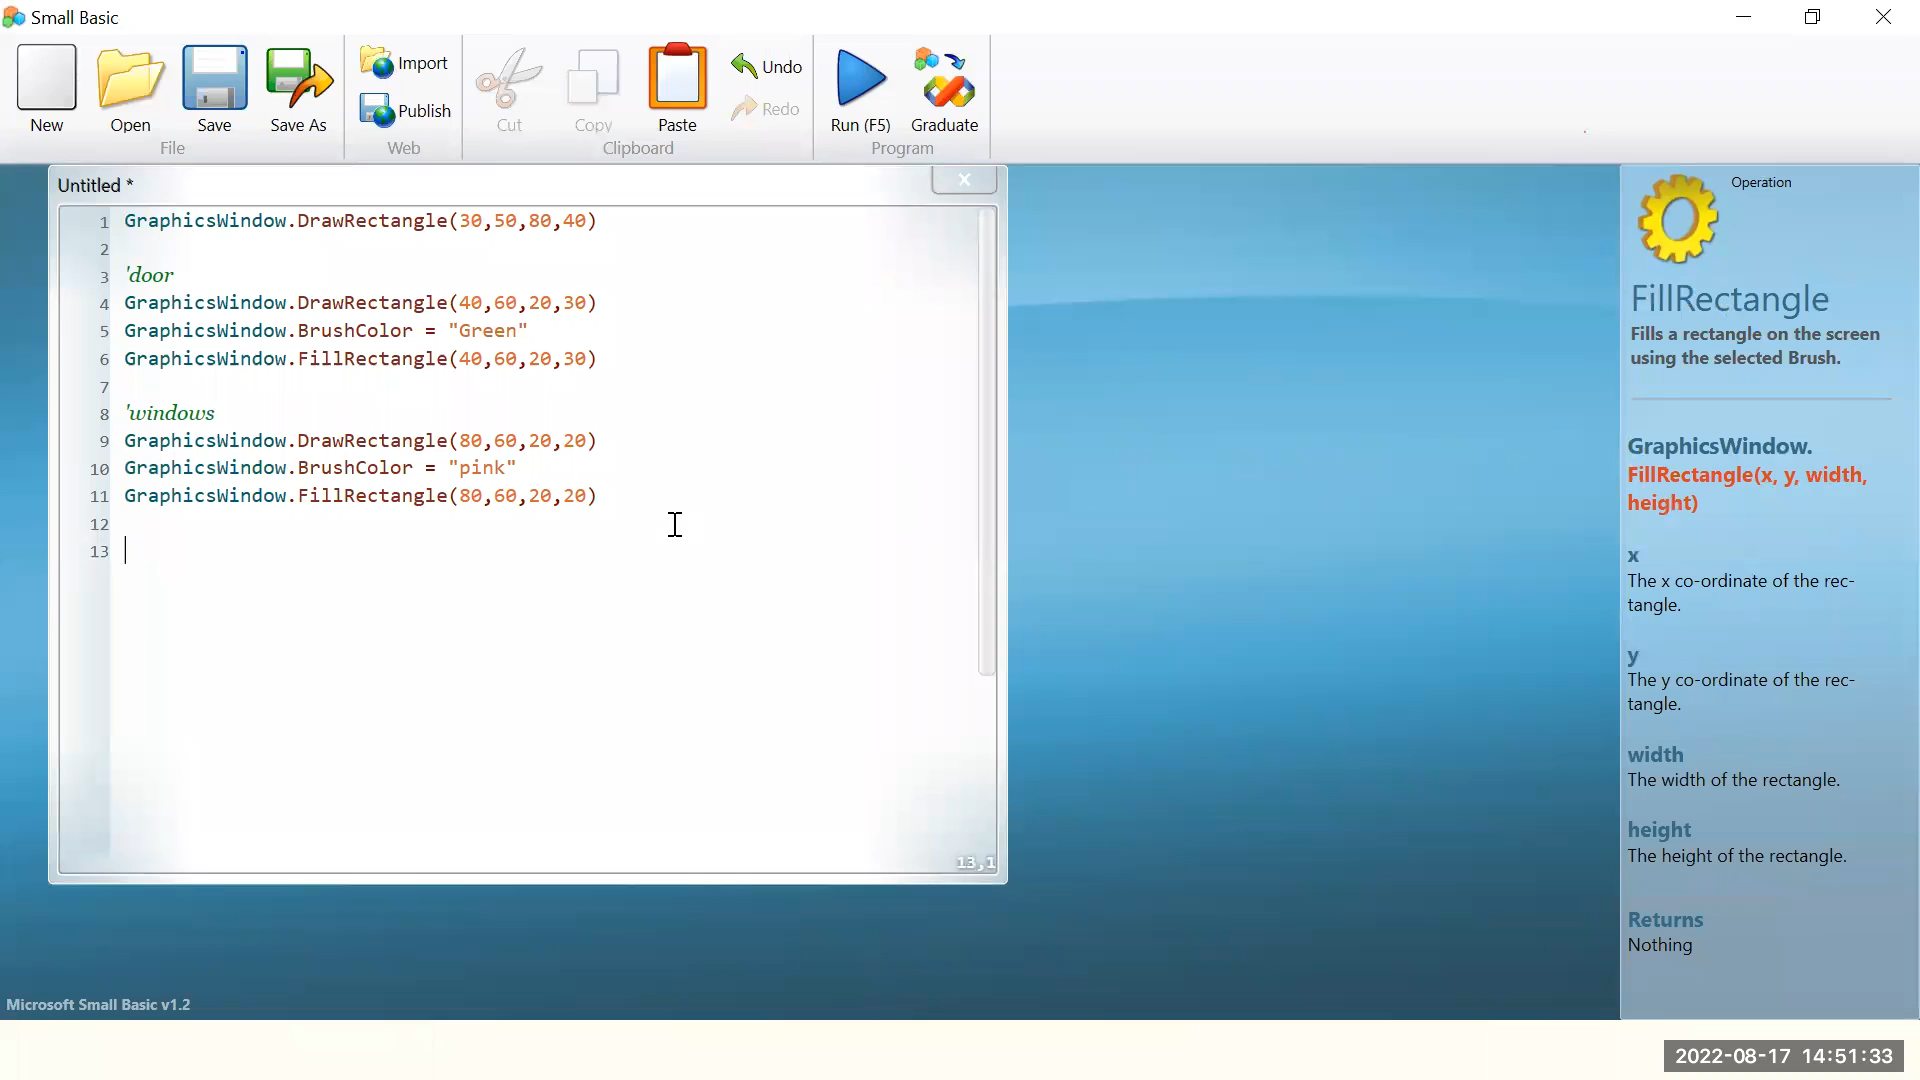 Small Basic
New
Open
Save
Save As
File
Import
Publish
Web
Cut
Copy
Paste
Undo
Redo
Clipboard
Run (F5)
Graduate
Program
Untitled *
1 GraphicsWindow.DrawRectangle(30,50,80,40)
2
3 'door
4 GraphicsWindow.DrawRectangle(40,60,20,30)
5 GraphicsWindow.BrushColor = "Green"
6 GraphicsWindow.FillRectangle(40,60,20,30)
7
8 'windows
9 GraphicsWindow.DrawRectangle(80,60,20,20)
10 GraphicsWindow.BrushColor = "pink"
11 GraphicsWindow.FillRectangle(80,60,20,20)
12
13
13,1
Operation
FillRectangle
Fills a rectangle on the screen
using the selected Brush.
GraphicsWindow.
FillRectangle(x, y, width,
height)
x
The x co-ordinate of the rec-
tangle.
y
The y co-ordinate of the rec-
tangle.
width
The width of the rectangle.
height
The height of the rectangle.
Returns
Nothing
Microsoft Small Basic v1.2
2022-08-17 14:51:33